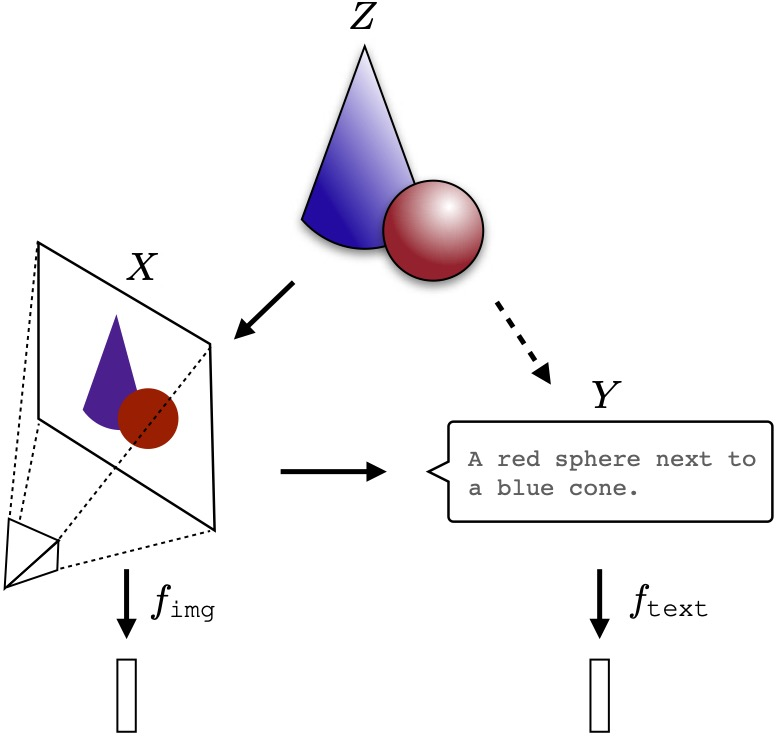 Z
X
Y
A red sphere next to
a blue cone.
f_img
f_text